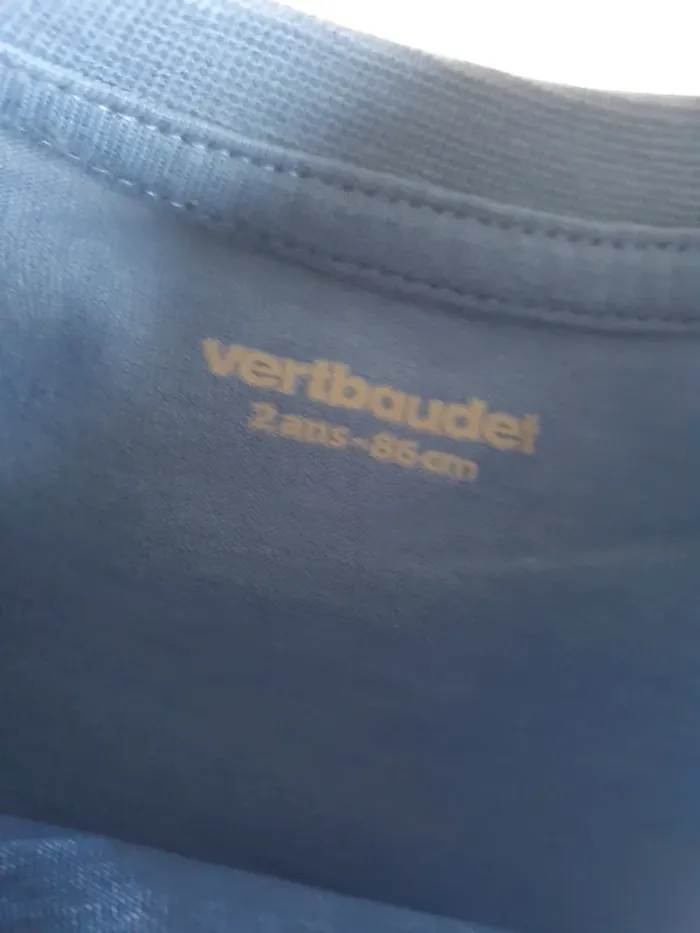 vertbaudet
2 ans - 86 cm